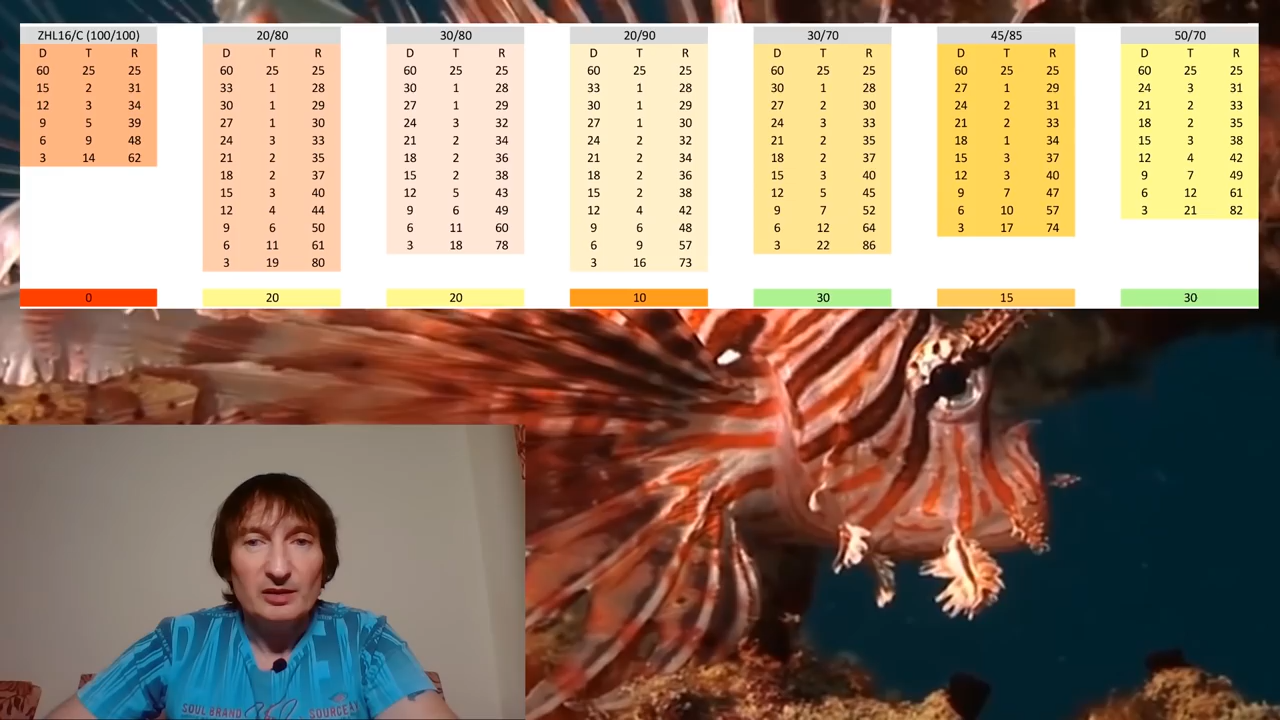 ZHL16/C (100/100) 20/80 30/80 20/90 30/70 45/85 50/70
D T R D T R D T R D T R D T R D T R D T R
60 25 25 60 25 25 60 25 25 60 25 25 60 25 25 60 25 25 60 25 25
15 2 31 33 1 28 30 1 28 33 1 28 30 1 28 27 1 29 24 3 31
12 3 34 30 1 29 27 1 29 30 1 29 27 2 30 24 2 31 21 2 33
9 5 39 27 1 30 24 3 32 27 1 30 24 3 33 21 2 33 18 2 35
6 9 48 24 3 33 21 2 34 24 2 32 21 2 35 18 1 34 15 3 38
3 14 62 21 2 35 18 2 36 21 2 34 18 2 37 15 3 37 12 4 42
18 2 37 15 2 38 18 2 36 15 3 40 12 3 40 9 7 49
15 3 40 12 5 43 15 2 38 12 5 45 9 7 47 6 12 61
12 4 44 9 6 49 12 4 42 9 7 52 6 10 57 3 21 82
9 6 50 6 11 60 9 6 48 6 12 64 3 17 74
6 11 61 3 18 78 6 9 57 3 22 86
3 19 80 3 16 73
0 20 20 10 30 15 30
SOUL BRAND